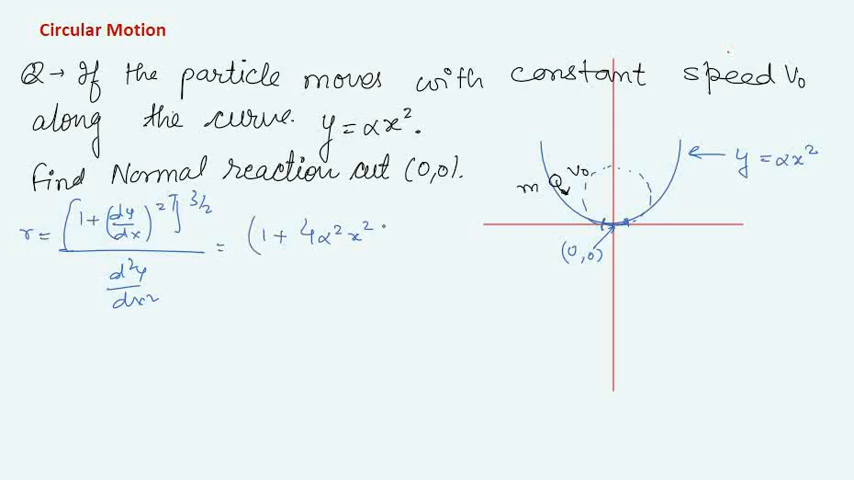 Circular Motion
Q→ If the particle moves with constant speed V₀
along the curve. y = αx².
Find Normal reaction at (0,0).
r = [1 + (dy/dx)²]^3/2 / d²y/dx² = (1 + 4α²x²
m
V₀
y = αx²
(0,0)